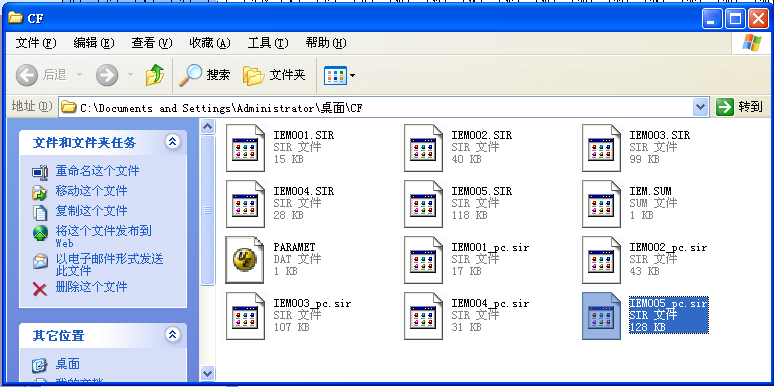 CF
文件(F) 编辑(E) 查看(V) 收藏(A) 工具(T) 帮助(H)
后退 搜索 文件夹
地址(D) C:\Documents and Settings\Administrator\桌面\CF 转到
文件和文件夹任务
重命名这个文件
移动这个文件
复制这个文件
将这个文件发布到
Web
以电子邮件形式发送
此文件
删除这个文件
其它位置
桌面
我的文档
IEM001.SIR
SIR 文件
15 KB
IEM002.SIR
SIR 文件
40 KB
IEM003.SIR
SIR 文件
99 KB
IEM004.SIR
SIR 文件
28 KB
IEM005.SIR
SIR 文件
118 KB
IEM.SUM
SUM 文件
1 KB
PARAMET
DAT 文件
1 KB
IEM001_pc.sir
SIR 文件
17 KB
IEM002_pc.sir
SIR 文件
43 KB
IEM003_pc.sir
SIR 文件
107 KB
IEM004_pc.sir
SIR 文件
31 KB
IEM005_pc.sir
SIR 文件
128 KB